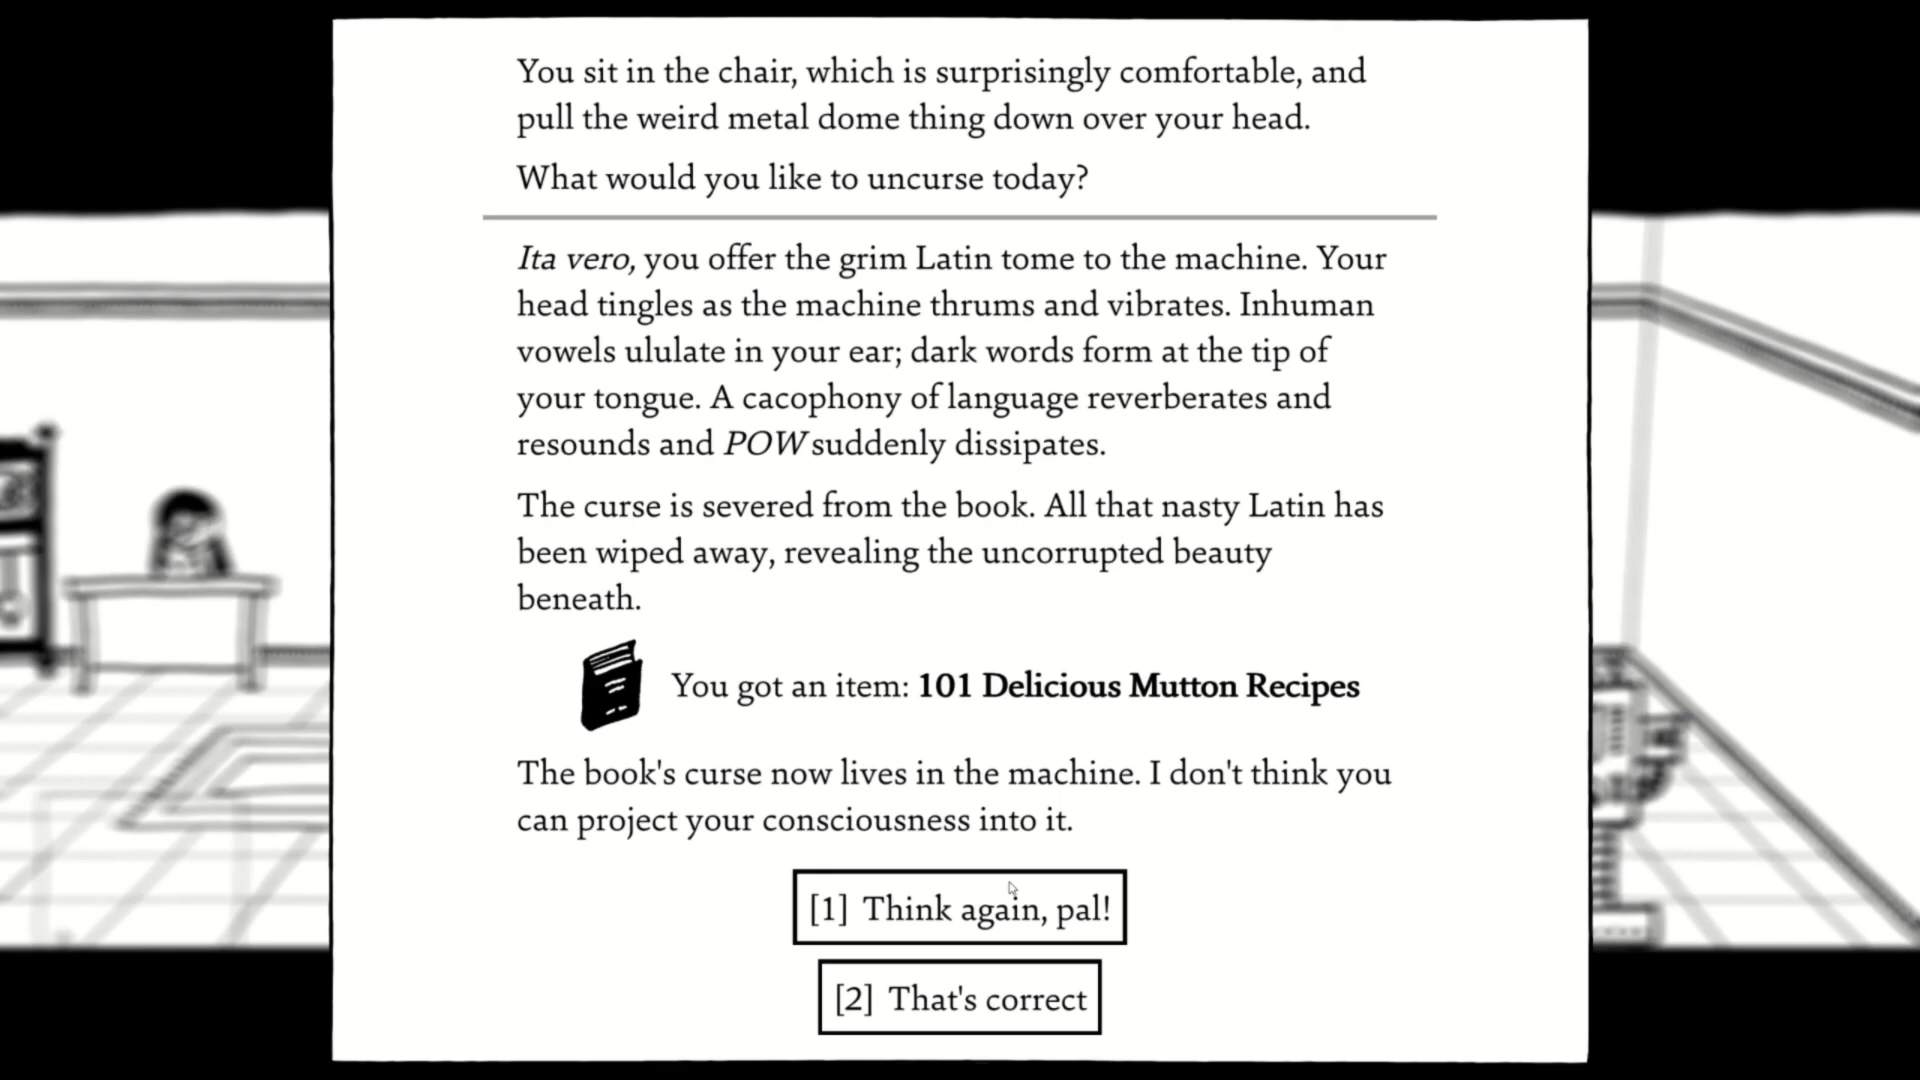 You sit in the chair, which is surprisingly comfortable, and
pull the weird metal dome thing down over your head.
What would you like to uncurse today?
Ita vero, you offer the grim Latin tome to the machine. Your
head tingles as the machine thrums and vibrates. Inhuman
vowels ululate in your ear; dark words form at the tip of
your tongue. A cacophony of language reverberates and
resounds and POW suddenly dissipates.
The curse is severed from the book. All that nasty Latin has
been wiped away, revealing the uncorrupted beauty
beneath.
You got an item: 101 Delicious Mutton Recipes
The book's curse now lives in the machine. I don't think you
can project your consciousness into it.
[1] Think again, pal!
[2] That's correct